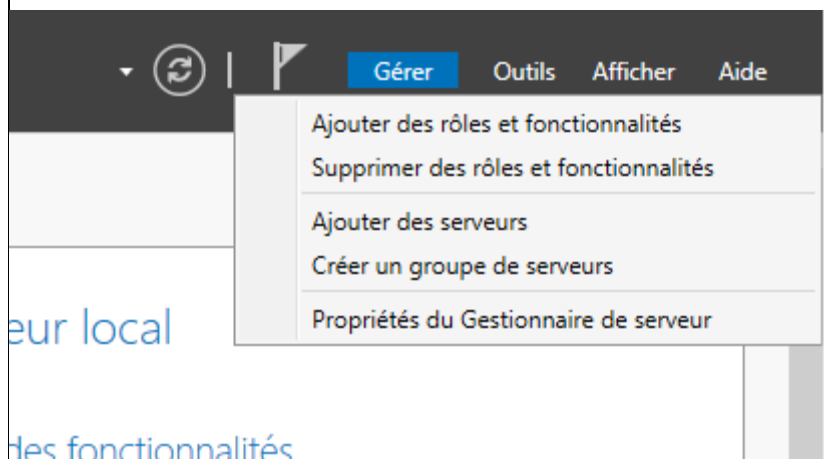 Gérer Outils Afficher Aide
Ajouter des rôles et fonctionnalités
Supprimer des rôles et fonctionnalités
Ajouter des serveurs
Créer un groupe de serveurs
Propriétés du Gestionnaire de serveur
eur local
des fonctionnalités